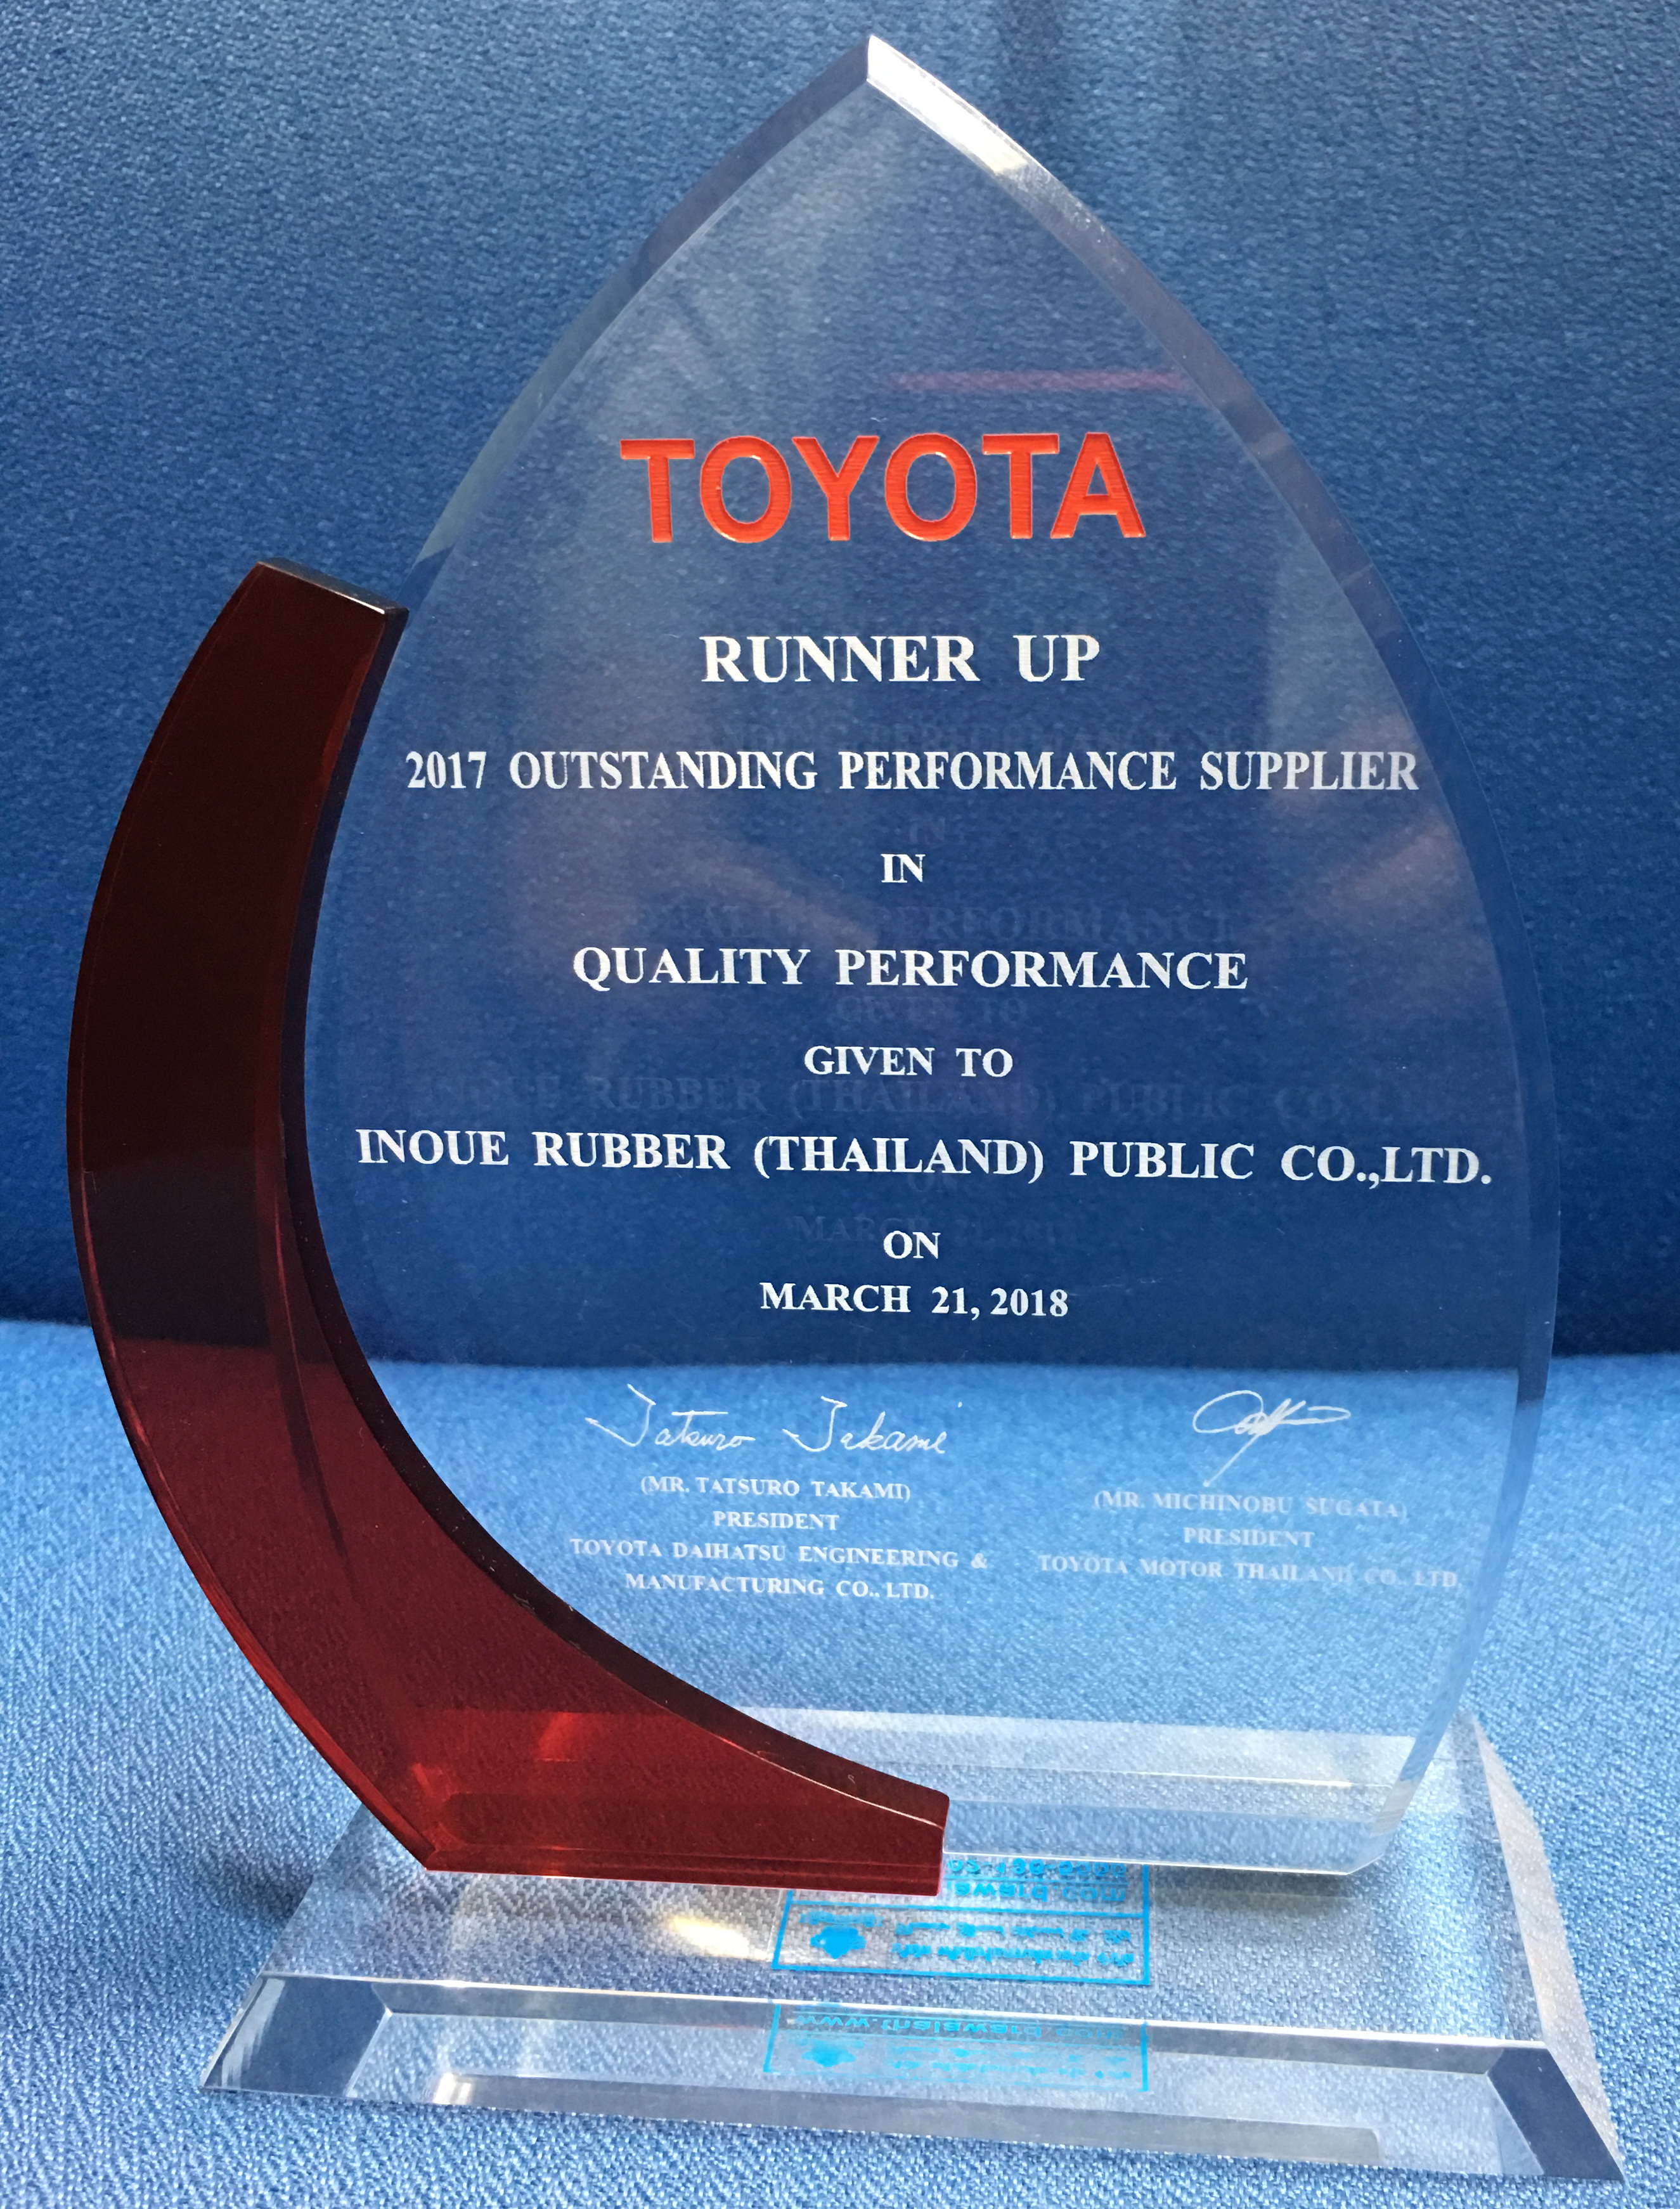 TOYOTA
RUNNER UP
2017 OUTSTANDING PERFORMANCE SUPPLIER
IN
QUALITY PERFORMANCE
GIVEN TO
INOUE RUBBER (THAILAND) PUBLIC CO.,LTD.
ON
MARCH 21, 2018
Tatsuro Takami
(MR. TATSURO TAKAMI)
PRESIDENT
TOYOTA DAIHATSU ENGINEERING &
MANUFACTURING CO., LTD.
(MR. MICHINOBU SUGATA)
PRESIDENT
TOYOTA MOTOR THAILAND CO., LTD.